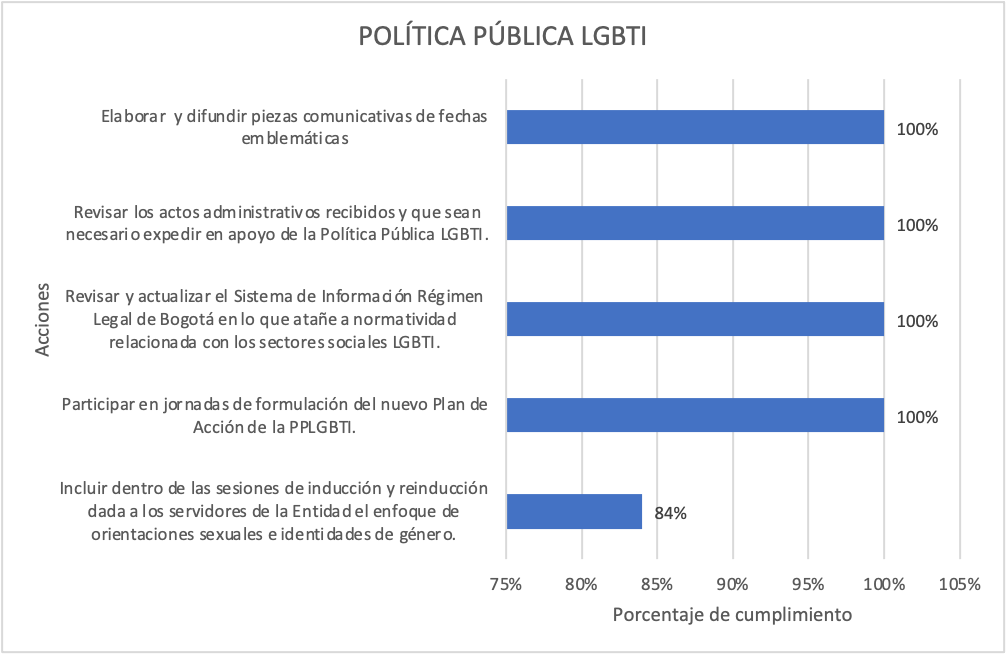 POLÍTICA PÚBLICA LGBTI
Elaborar y difundir piezas comunicativas de fechas
emblemáticas
100%
Revisar los actos administrativos recibidos y que sean
necesario expedir en apoyo de la Política Pública LGBTI.
100%
Revisar y actualizar el Sistema de Información Régimen
Legal de Bogotá en lo que atañe a normatividad
relacionada con los sectores sociales LGBTI.
100%
Participar en jornadas de formulación del nuevo Plan de
Acción de la PPLGBTI.
100%
Incluir dentro de las sesiones de inducción y reinducción
dada a los servidores de la Entidad el enfoque de
orientaciones sexuales e identidades de género.
84%
Acciones
75% 80% 85% 90% 95% 100% 105%
Porcentaje de cumplimiento